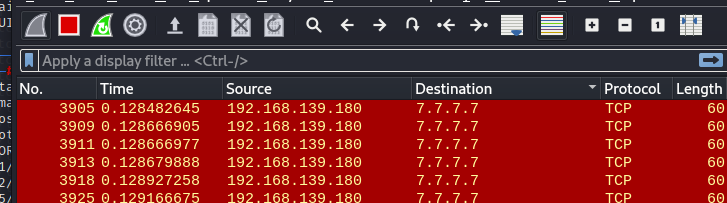 Apply a display filter ... <Ctrl-/>
No. Time Source Destination Protocol Length
3905 0.128482645 192.168.139.180 7.7.7.7 TCP 60
3909 0.128666905 192.168.139.180 7.7.7.7 TCP 60
3911 0.128666977 192.168.139.180 7.7.7.7 TCP 60
3913 0.128679888 192.168.139.180 7.7.7.7 TCP 60
3918 0.128927258 192.168.139.180 7.7.7.7 TCP 60
3925 0.129166675 192.168.139.180 7.7.7.7 TCP 60